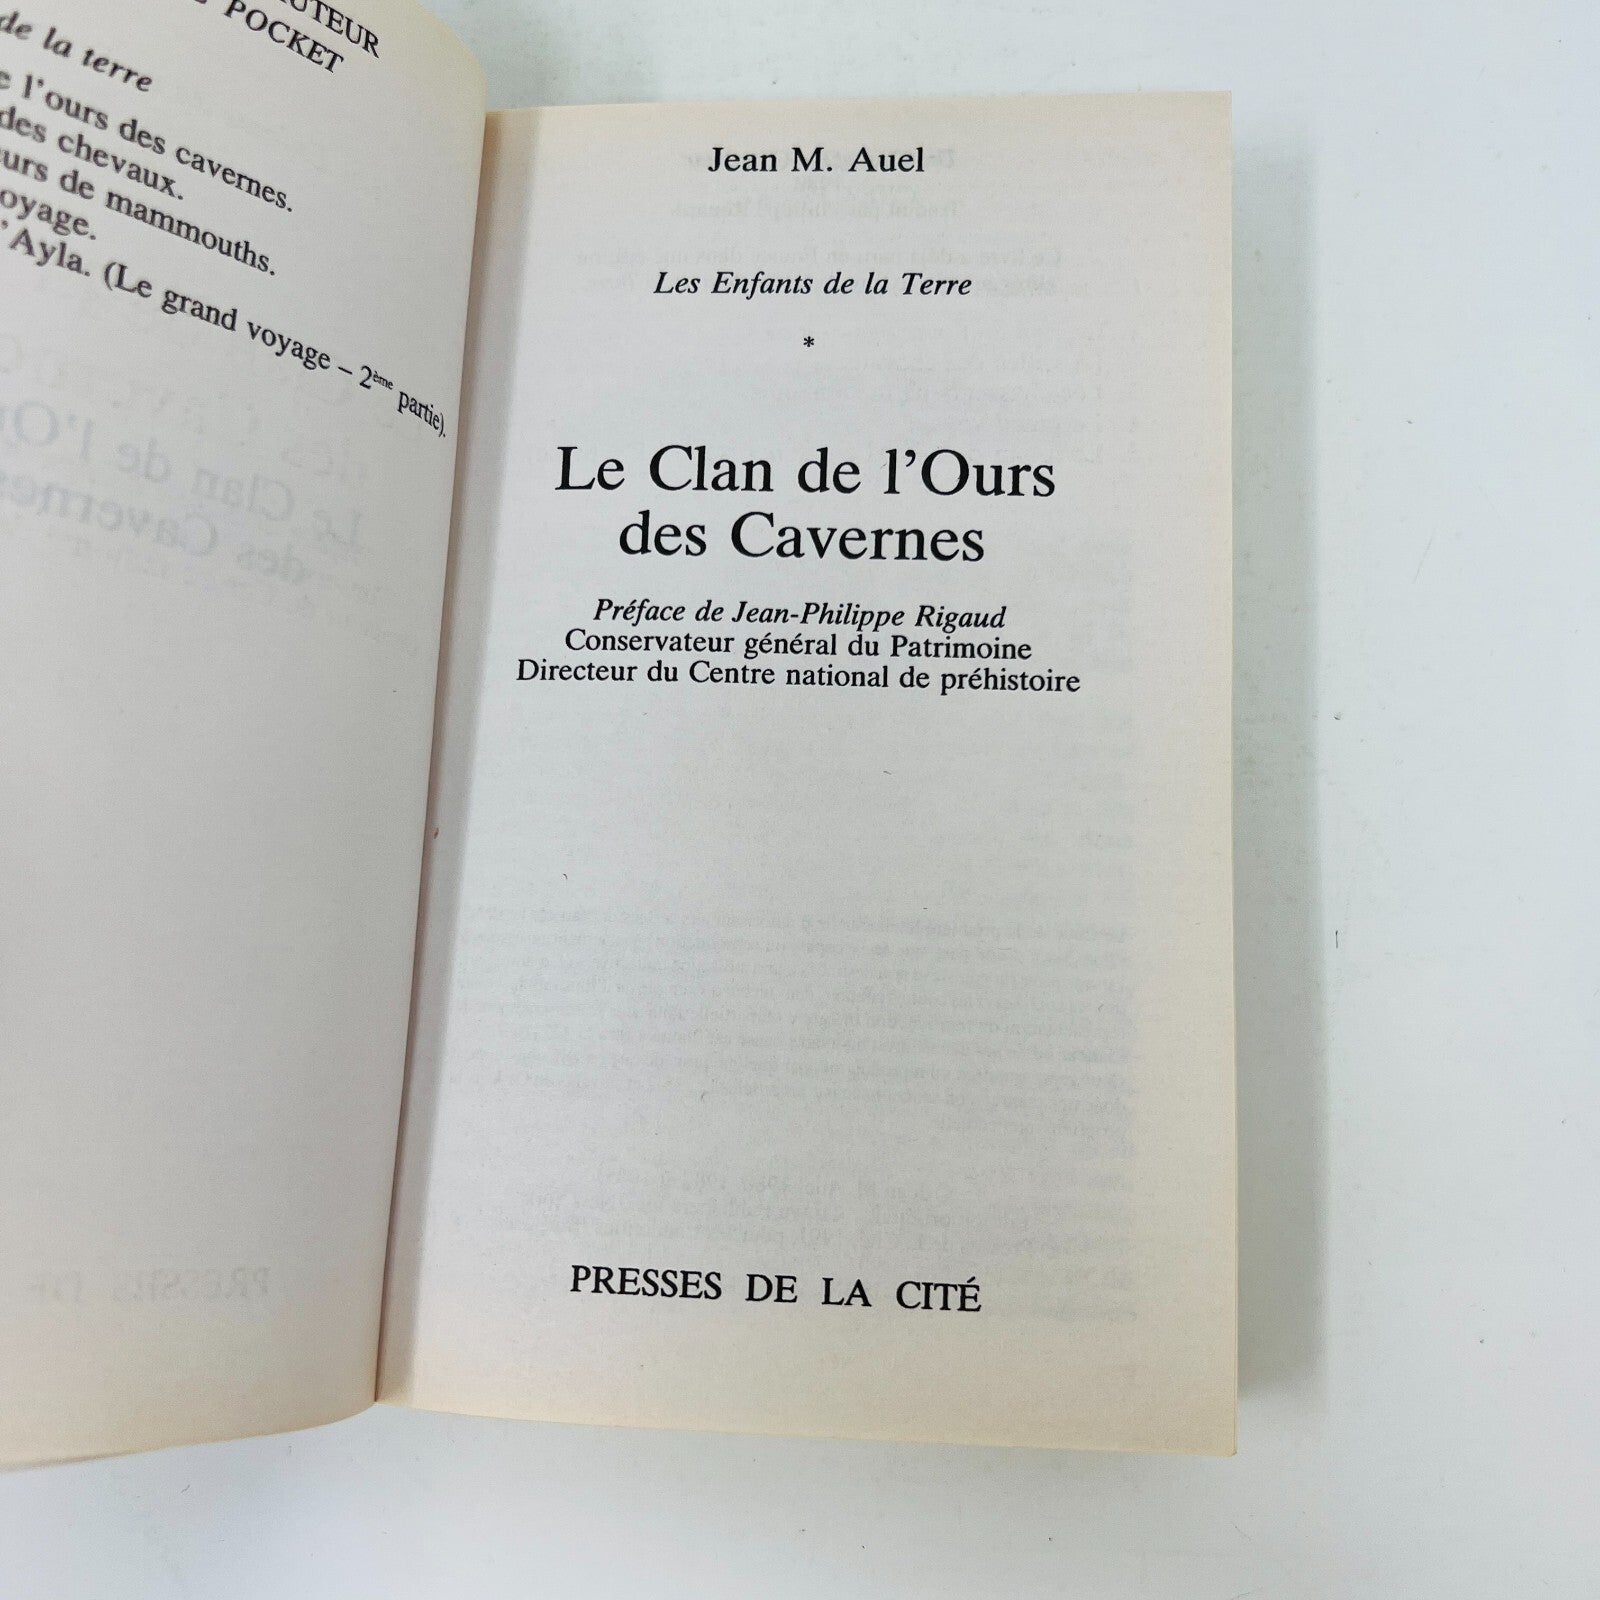 AUTEUR
POCKET
de la terre
l'ours des cavernes.
des chevaux.
de mammouths.
l'Ayla. (Le grand voyage – 2ème partie).
Jean M. Auel
Les Enfants de la Terre
*
Le Clan de l'Ours
des Cavernes
Préface de Jean-Philippe Rigaud
Conservateur général du Patrimoine
Directeur du Centre national de préhistoire
PRESSES DE LA CITÉ